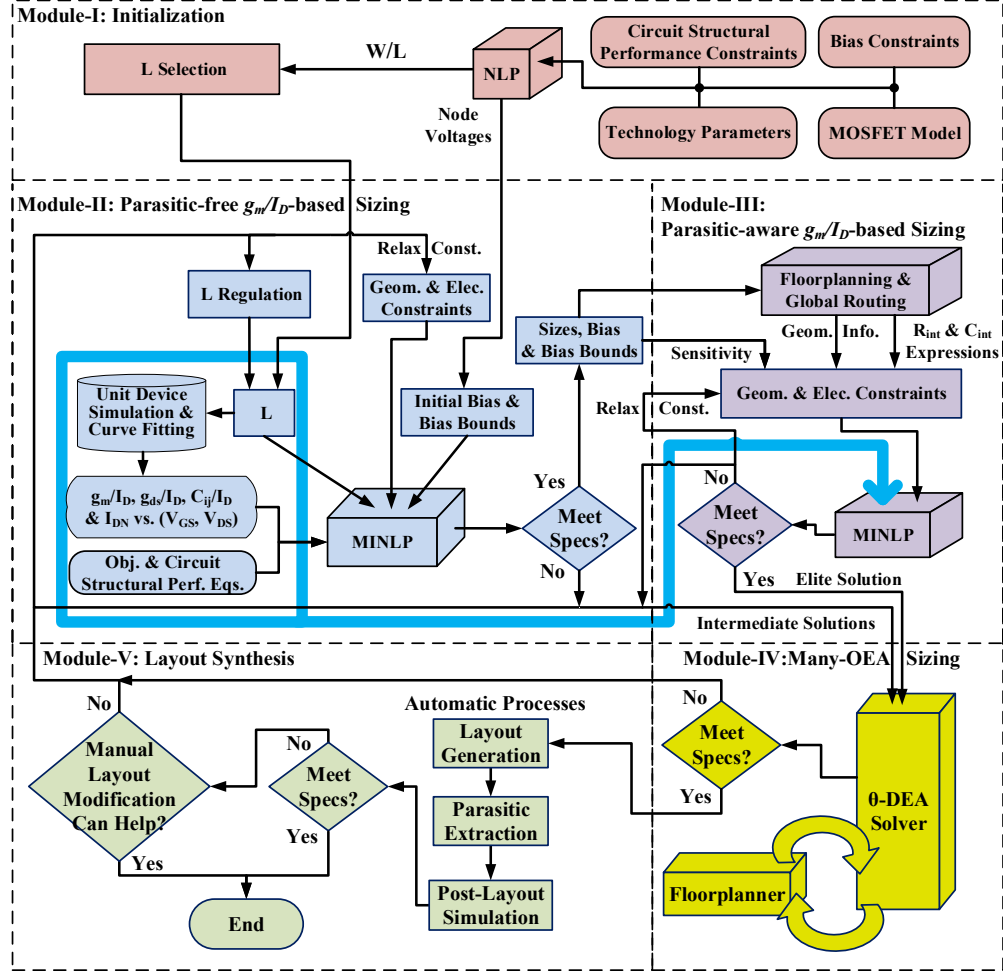 Module-I: Initialization
L Selection
W/L
NLP
Node
Voltages
Circuit Structural
Performance Constraints
Bias Constraints
Technology Parameters
MOSFET Model
Module-II: Parasitic-free gm/ID-based Sizing
Relax Const.
L Regulation
Geom. & Elec.
Constraints
Sizes, Bias
& Bias Bounds
Unit Device
Simulation &
Curve Fitting
L
Initial Bias &
Bias Bounds
gm/ID, gds/ID, Cij/ID
& IDN vs. (VGS, VDS)
Obj. & Circuit
Structural Perf. Eqs.
MINLP
Yes
Meet
Specs?
No
Module-III:
Parasitic-aware gm/ID-based Sizing
Floorplanning &
Global Routing
Geom. Info.
Rint & Cint
Expressions
Sensitivity
Geom. & Elec. Constraints
Relax Const.
No
Meet
Specs?
MINLP
Yes
Elite Solution
Intermediate Solutions
Module-V: Layout Synthesis
No
Manual
Layout
Modification
Can Help?
Yes
No
Meet
Specs?
Yes
End
Automatic Processes
Layout
Generation
Parasitic
Extraction
Post-Layout
Simulation
Module-IV:Many-OEA Sizing
No
Meet
Specs?
Yes
θ-DEA
Solver
Floorplanner